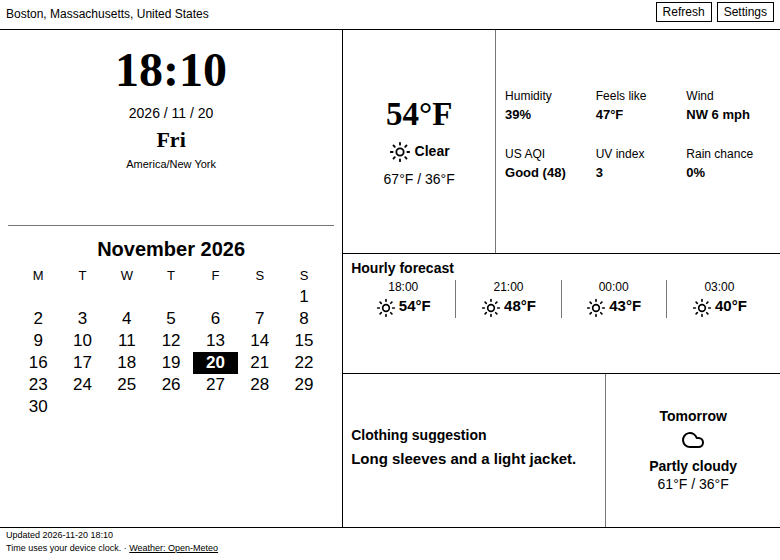 Boston, Massachusetts, United States
Refresh
Settings
18:10
2026 / 11 / 20
Fri
America/New York
November 2026
M T W T F S S
1
2 3 4 5 6 7 8
9 10 11 12 13 14 15
16 17 18 19 20 21 22
23 24 25 26 27 28 29
30
54°F
Clear
67°F / 36°F
Humidity Feels like Wind
39% 47°F NW 6 mph
US AQI UV index Rain chance
Good (48) 3 0%
Hourly forecast
18:00 21:00 00:00 03:00
54°F 48°F 43°F 40°F
Clothing suggestion
Long sleeves and a light jacket.
Tomorrow
Partly cloudy
61°F / 36°F
Updated 2026-11-20 18:10
Time uses your device clock. · Weather: Open-Meteo